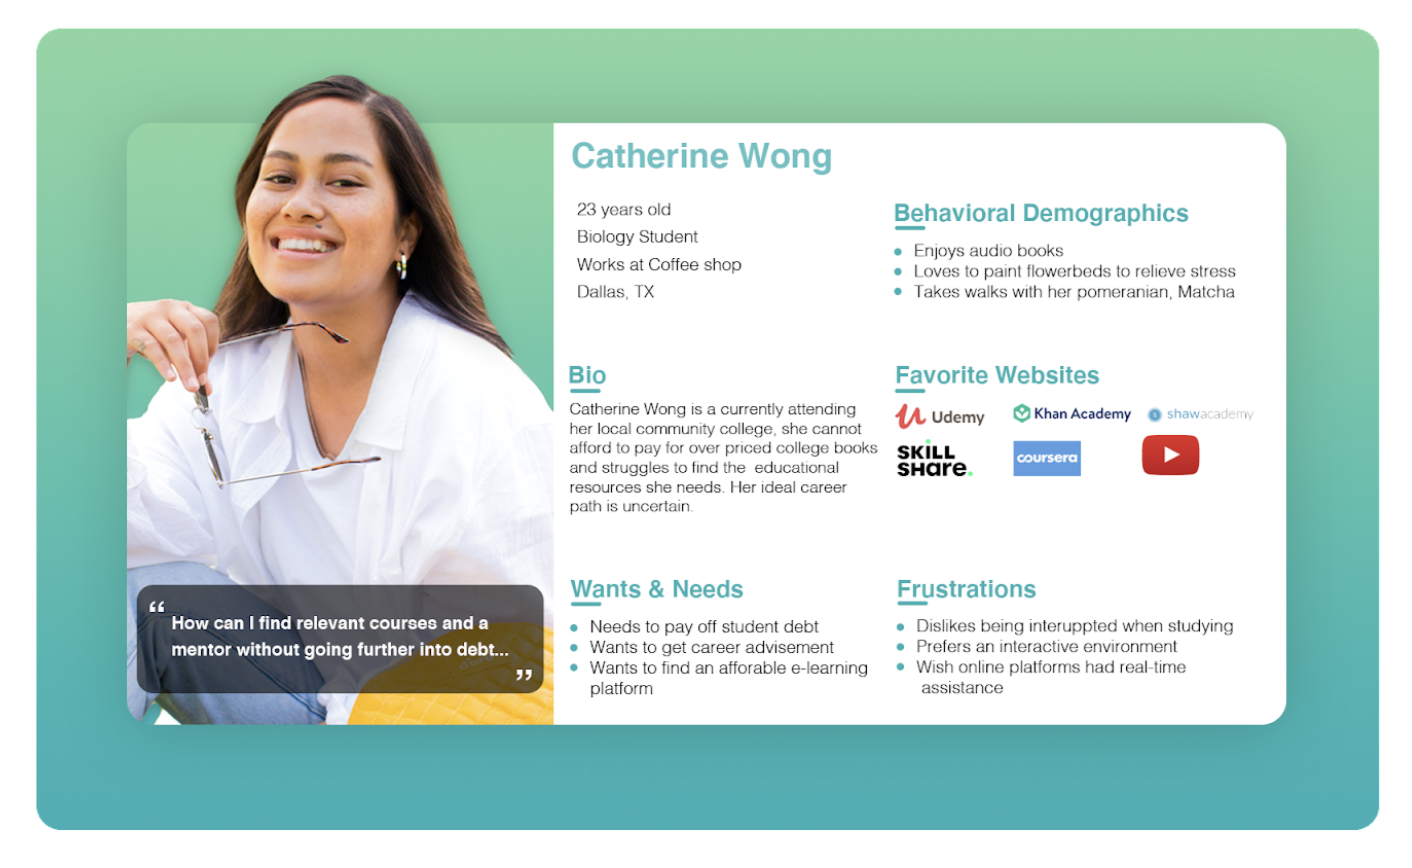 Catherine Wong
23 years old
Biology Student
Works at Coffee shop
Dallas, TX
Behavioral Demographics
Enjoys audio books
Loves to paint flowerbeds to relieve stress
Takes walks with her pomeranian, Matcha
Bio
Catherine Wong is a currently attending
her local community college, she cannot
afford to pay for over priced college books
and struggles to find the educational
resources she needs. Her ideal career
path is uncertain.
Favorite Websites
Udemy
Khan Academy
shawacademy
SKILL
SHare.
coursera
“
How can I find relevant courses and a
mentor without going further into debt...
”
Wants & Needs
Needs to pay off student debt
Wants to get career advisement
Wants to find an afforable e-learning
platform
Frustrations
Dislikes being interuppted when studying
Prefers an interactive environment
Wish online platforms had real-time
assistance